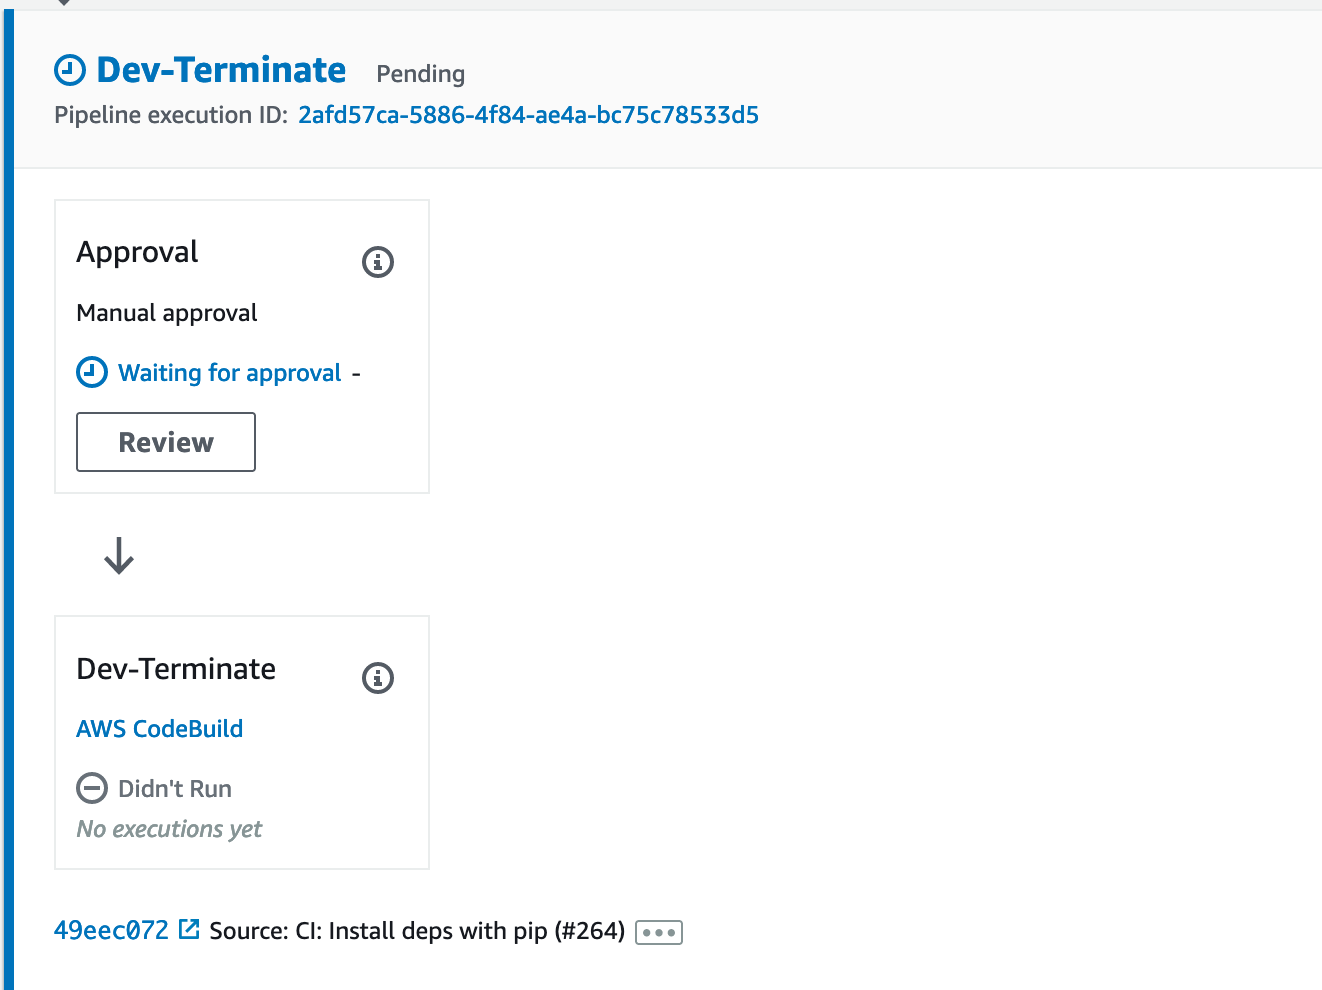 Dev-Terminate Pending
Pipeline execution ID: 2afd57ca-5886-4f84-ae4a-bc75c78533d5
Approval
Manual approval
Waiting for approval -
Review
Dev-Terminate
AWS CodeBuild
Didn't Run
No executions yet
49eec072 Source: CI: Install deps with pip (#264)